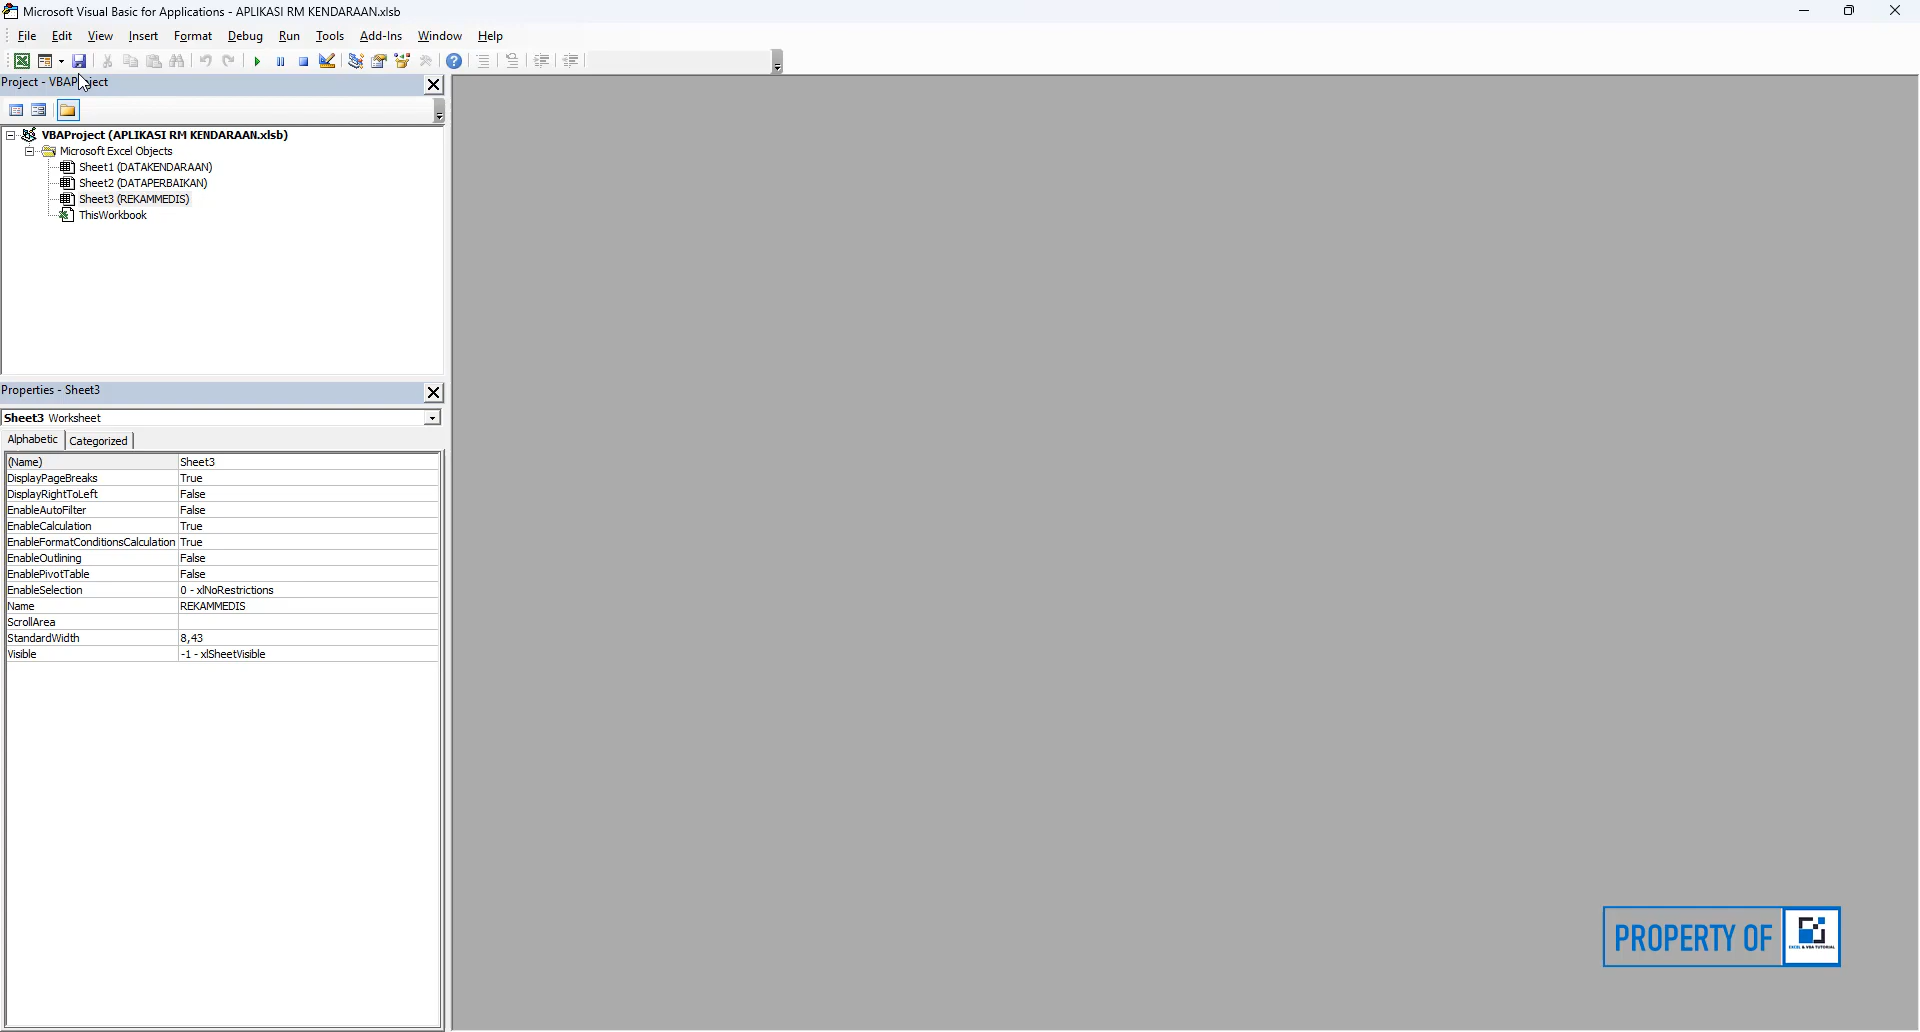 Microsoft Visual Basic for Applications - APLIKASI RM KENDARAAN.xlsb
File Edit View Insert Format Debug Run Tools Add-Ins Window Help
Project - VBAProject
VBAProject (APLIKASI RM KENDARAAN.xlsb)
Microsoft Excel Objects
Sheet1 (DATAKENDARAAN)
Sheet2 (DATAPERBAIKAN)
Sheet3 (REKAMMEDIS)
ThisWorkbook
Properties - Sheet3
Sheet3 Worksheet
Alphabetic Categorized
(Name) Sheet3
DisplayPageBreaks True
DisplayRightToLeft False
EnableAutoFilter False
EnableCalculation True
EnableFormatConditionsCalculation True
EnableOutlining False
EnablePivotTable False
EnableSelection 0 - xlNoRestrictions
Name REKAMMEDIS
ScrollArea
StandardWidth 8,43
Visible -1 - xlSheetVisible
PROPERTY OF
EXCEL & VBA TUTORIAL